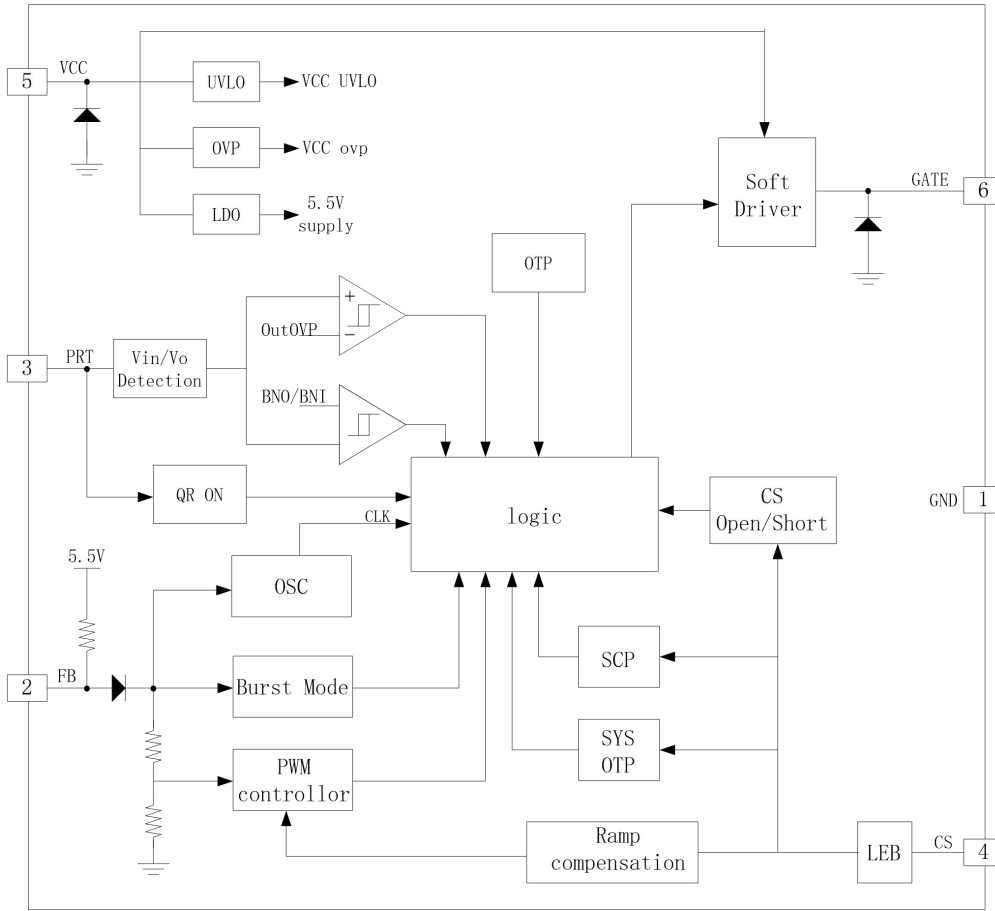 5
VCC
UVLO
VCC UVLO
OVP
VCC ovp
LDO
5.5V
supply
Soft
Driver
GATE
6
OTP
+
OutOVP
−
3
PRT
Vin/Vo
Detection
BNO/BNI
QR ON
CLK
logic
CS
Open/Short
GND
1
5.5V
OSC
2
FB
Burst Mode
SCP
SYS
OTP
PWM
controllor
Ramp
compensation
LEB
CS
4